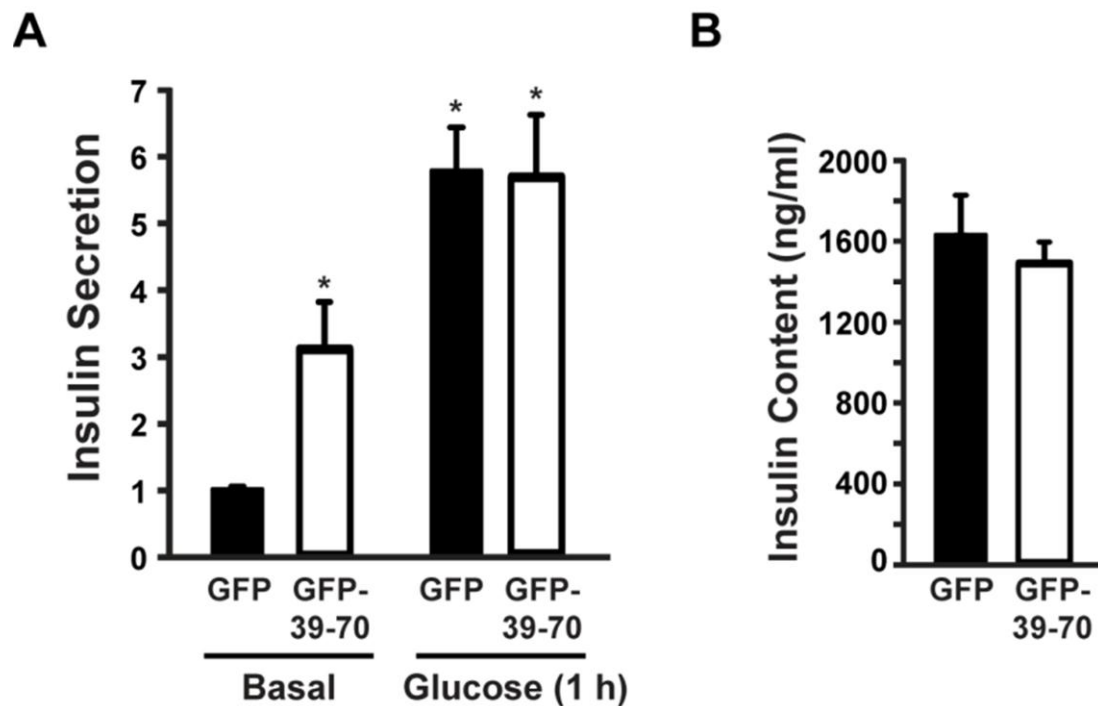 A
Insulin Secretion
7
6
5
4
3
2
1
0
*
*
*
GFP GFP- GFP GFP-
39-70 39-70
Basal Glucose (1 h)
B
Insulin Content (ng/ml)
2000
1600
1200
800
400
0
GFP GFP-
39-70